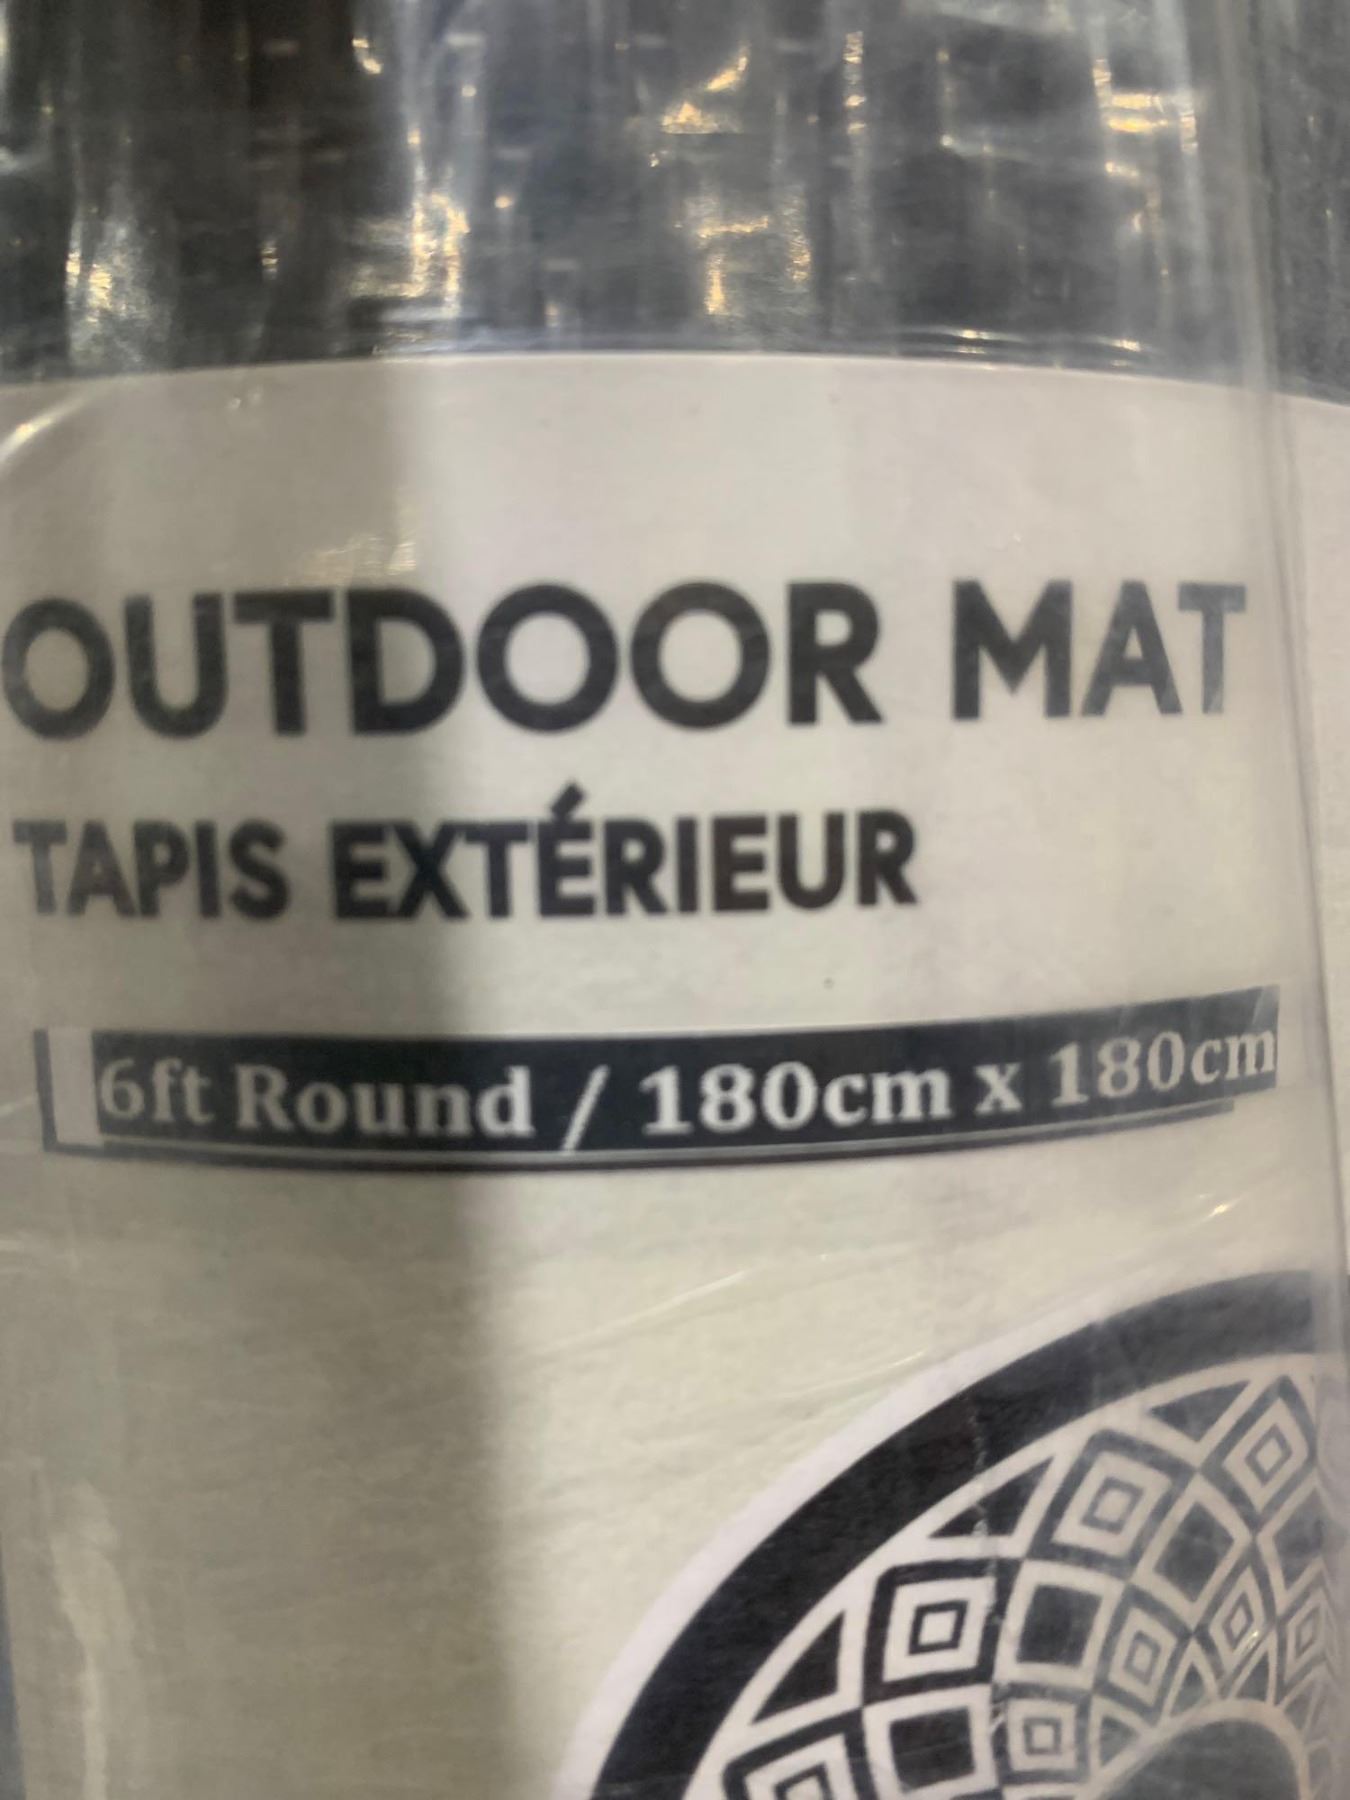 OUTDOOR MAT
TAPIS EXTÉRIEUR
6ft Round / 180cm x 180cm